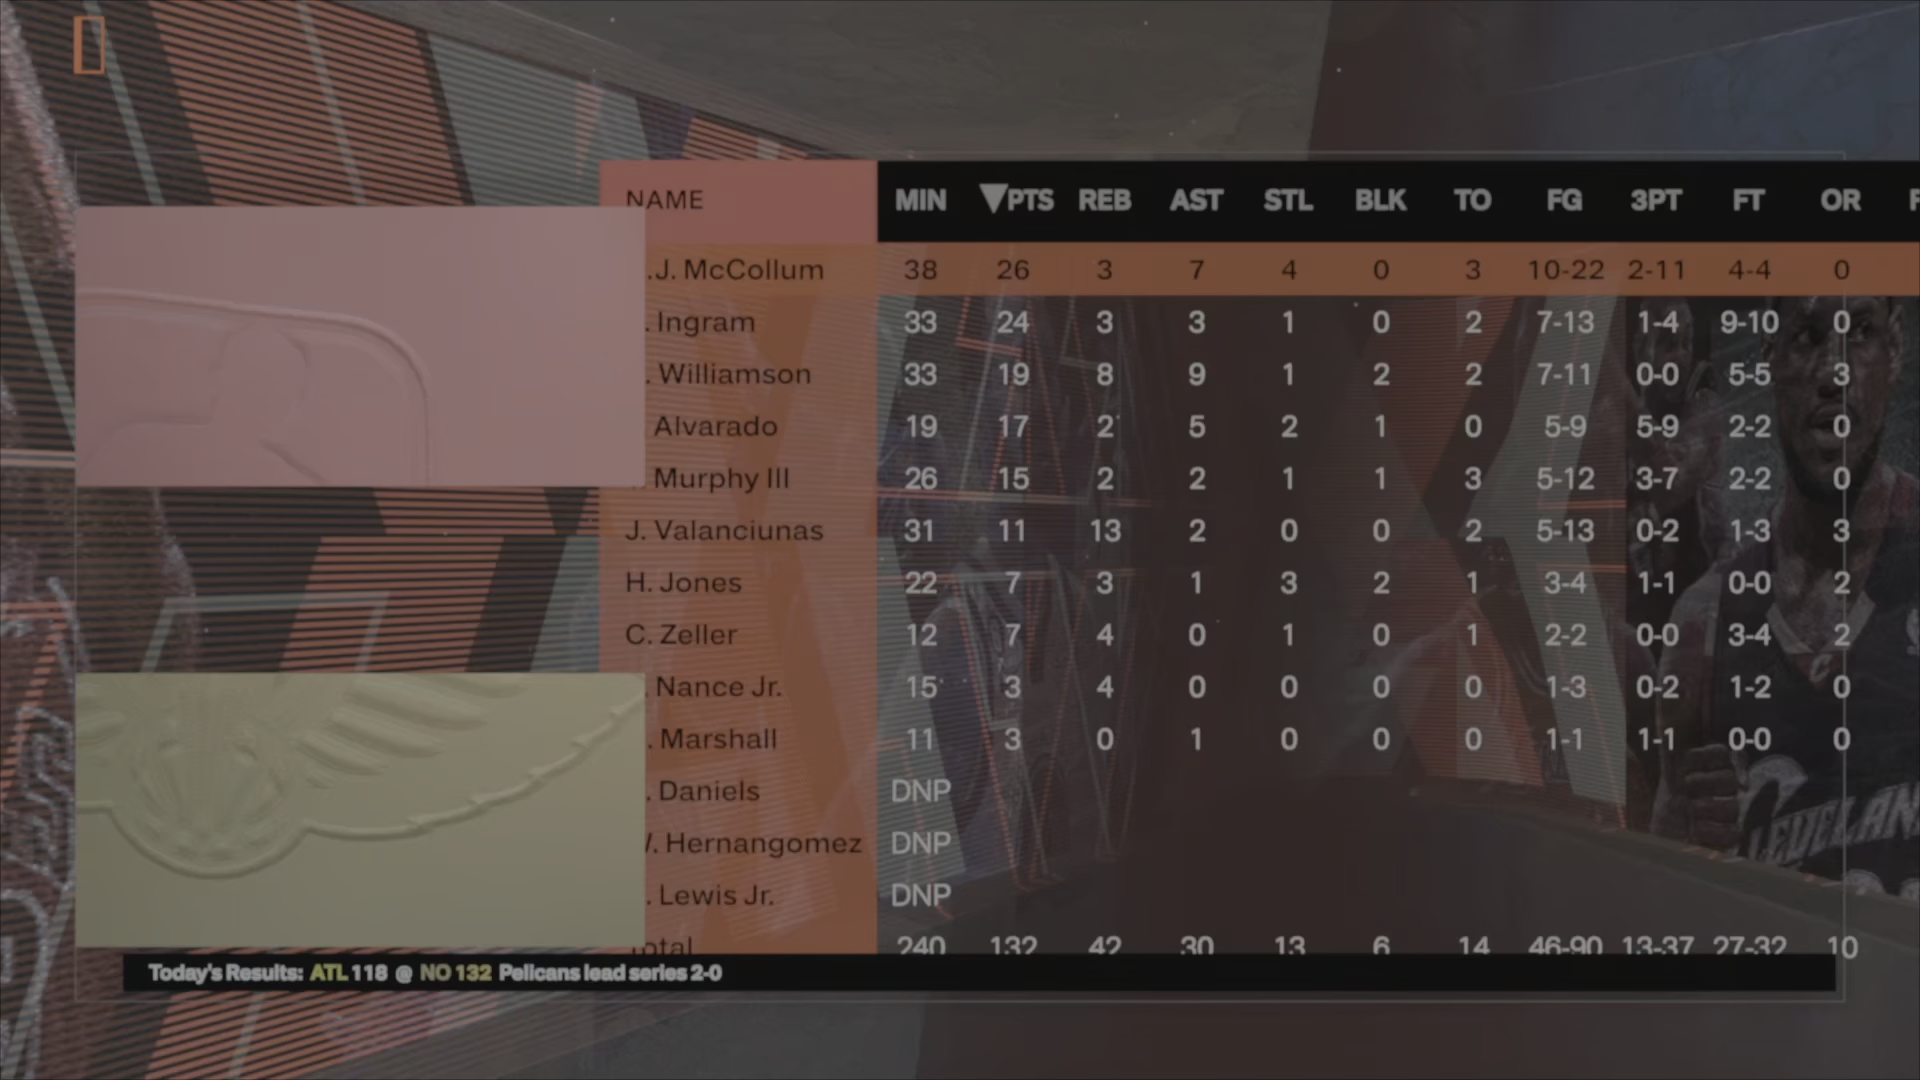 NAME MIN ▼PTS REB AST STL BLK TO FG 3PT FT OR
.J. McCollum 38 26 3 7 4 0 3 10-22 2-11 4-4 0
. Ingram 33 24 3 3 1 0 2 7-13 1-4 9-10 0
. Williamson 33 19 8 9 1 2 2 7-11 0-0 5-5 3
Alvarado 19 17 2 5 2 1 0 5-9 5-9 2-2 0
Murphy III 26 15 2 2 1 1 3 5-12 3-7 2-2 0
J. Valanciunas 31 11 13 2 0 0 2 5-13 0-2 1-3 3
H. Jones 22 7 3 1 3 2 1 3-4 1-1 0-0 2
C. Zeller 12 7 4 0 1 0 1 2-2 0-0 3-4 2
. Nance Jr. 15 3 4 0 0 0 0 1-3 0-2 1-2 0
. Marshall 11 3 0 1 0 0 0 1-1 1-1 0-0 0
. Daniels DNP
. Hernangomez DNP
. Lewis Jr. DNP
Total 240 132 42 30 13 6 14 46-90 13-37 27-32 10
Today's Results: ATL 118 @ NO 132 Pelicans lead series 2-0